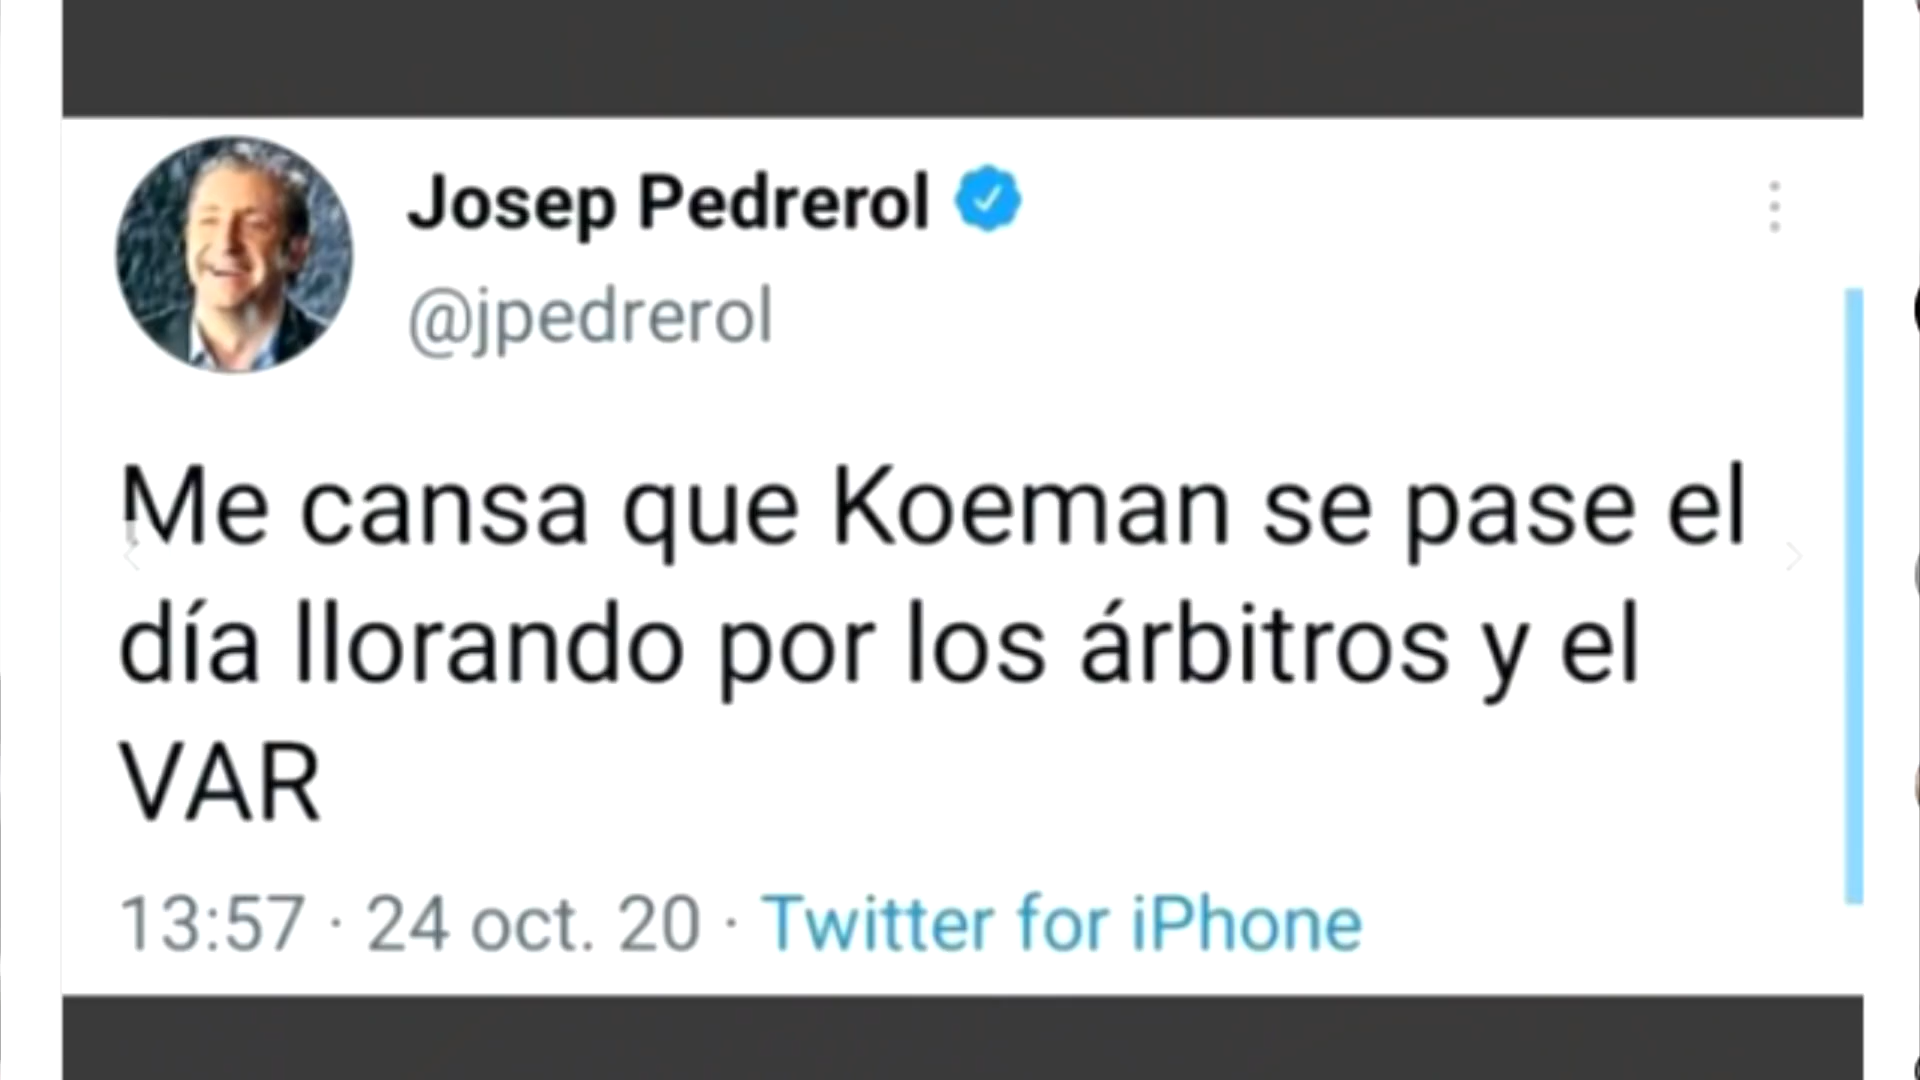 Josep Pedrerol
@jpedrerol
Me cansa que Koeman se pase el
día llorando por los árbitros y el
VAR
13:57 · 24 oct. 20 · Twitter for iPhone